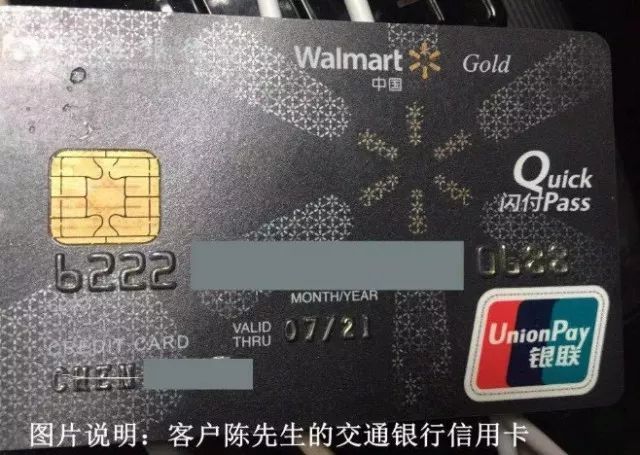 Walmart Gold
中国
Quick
闪付Pass
6222 0688
MONTH/YEAR
VALID THRU 07/21
CREDIT CARD
CHEN
UnionPay
银联
图片说明：客户陈先生的交通银行信用卡